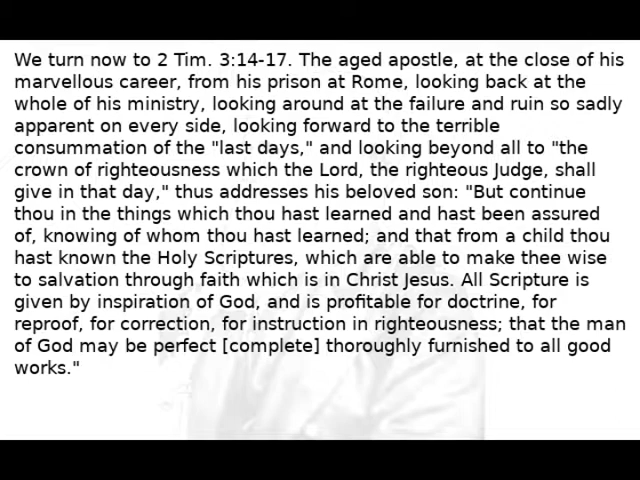 We turn now to 2 Tim. 3:14-17. The aged apostle, at the close of his
marvellous career, from his prison at Rome, looking back at the
whole of his ministry, looking around at the failure and ruin so sadly
apparent on every side, looking forward to the terrible
consummation of the "last days," and looking beyond all to "the
crown of righteousness which the Lord, the righteous Judge, shall
give in that day," thus addresses his beloved son: "But continue
thou in the things which thou hast learned and hast been assured
of, knowing of whom thou hast learned; and that from a child thou
hast known the Holy Scriptures, which are able to make thee wise
to salvation through faith which is in Christ Jesus. All Scripture is
given by inspiration of God, and is profitable for doctrine, for
reproof, for correction, for instruction in righteousness; that the man
of God may be perfect [complete] thoroughly furnished to all good
works."